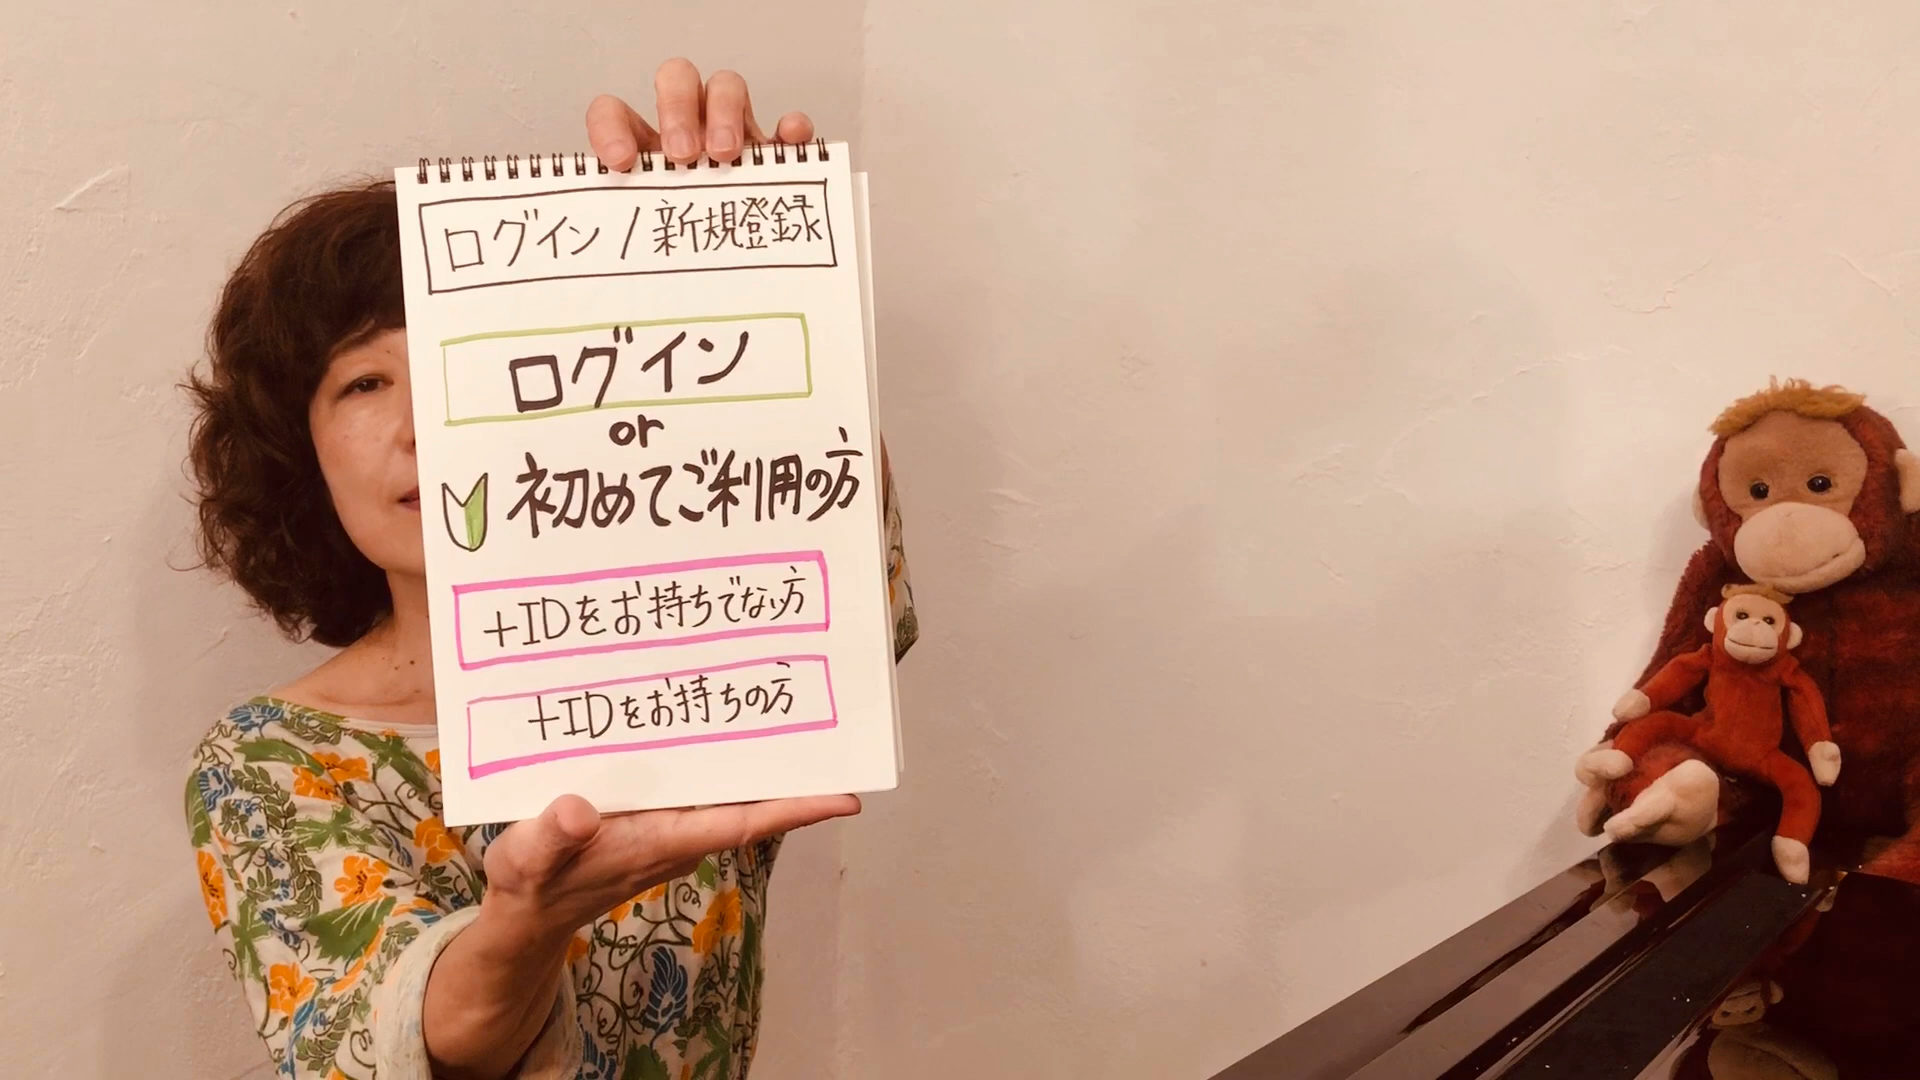 ログイン / 新規登録
ログイン
or
初めてご利用の方
+IDをお持ちでない方
+IDをお持ちの方